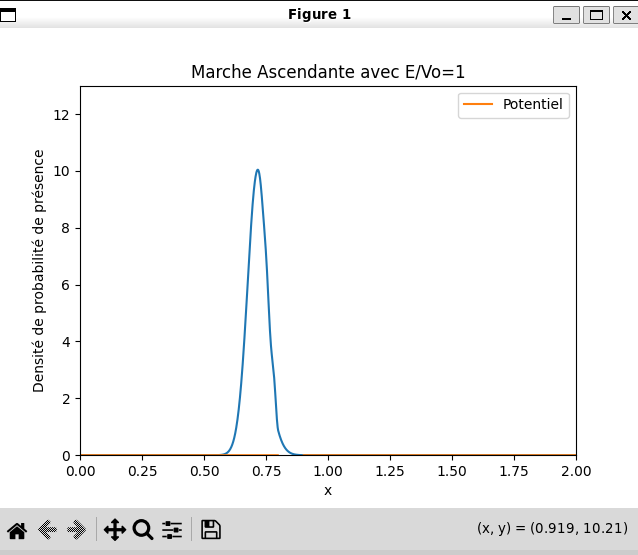 Figure 1
Marche Ascendante avec E/Vo=1
Potentiel
Densité de probabilité de présence
12
10
8
6
4
2
0
0.00 0.25 0.50 0.75 1.00 1.25 1.50 1.75 2.00
x
(x, y) = (0.919, 10.21)